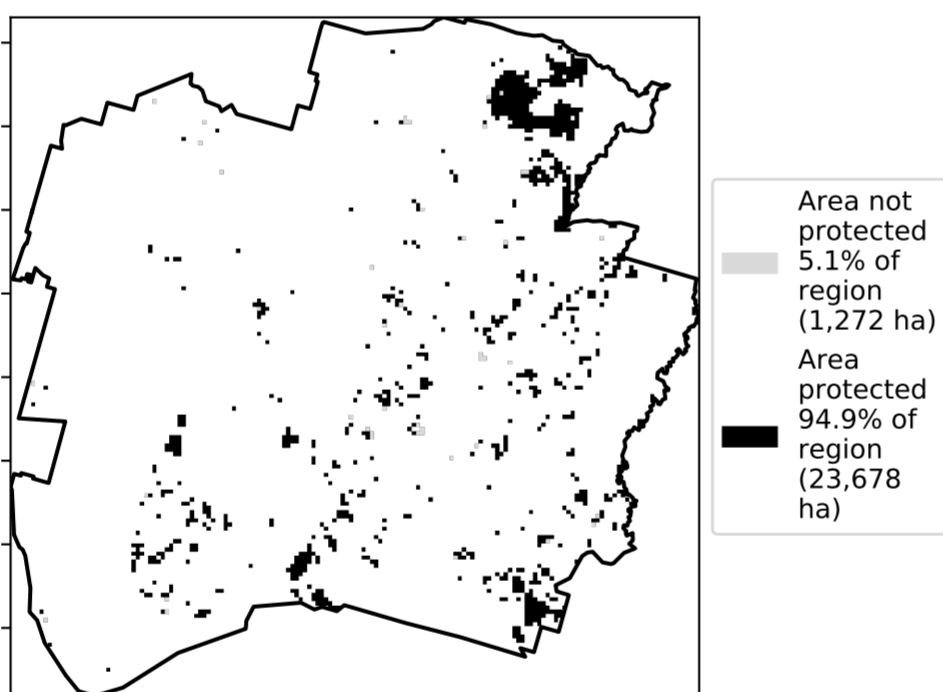 Area not
protected
5.1% of
region
(1,272 ha)
Area
protected
94.9% of
region
(23,678
ha)